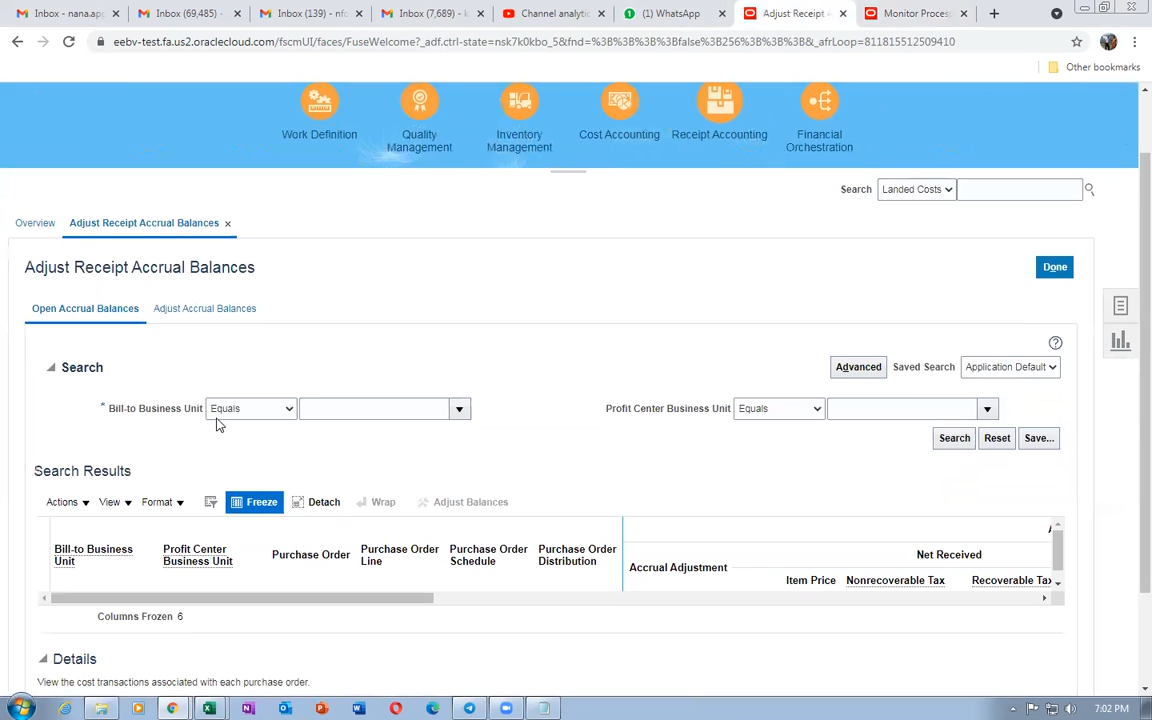 Inbox - nana.apg
Inbox (69,485) -
Inbox (139) - nfo
Inbox (7,689) - k
Channel analytic
(1) WhatsApp
Adjust Receipt A
Monitor Process
eebv-test.fa.us2.oraclecloud.com/fscmUI/faces/FuseWelcome?_adf.ctrl-state=nsk7k0kbo_5&fnd=%3B%3B%3B%3Bfalse%3B256%3B%3B%3B&_afrLoop=811815512509410
Other bookmarks
Work Definition
Quality Management
Inventory Management
Cost Accounting
Receipt Accounting
Financial Orchestration
Search Landed Costs
Overview Adjust Receipt Accrual Balances x
Adjust Receipt Accrual Balances
Done
Open Accrual Balances Adjust Accrual Balances
Search
Advanced Saved Search Application Default
* Bill-to Business Unit Equals
Profit Center Business Unit Equals
Search Reset Save...
Search Results
Actions View Format Freeze Detach Wrap Adjust Balances
Bill-to Business Unit
Profit Center Business Unit
Purchase Order
Purchase Order Line
Purchase Order Schedule
Purchase Order Distribution
Accrual Adjustment
Net Received
Item Price Nonrecoverable Tax Recoverable Tax
Columns Frozen 6
Details
View the cost transactions associated with each purchase order.
7:02 PM